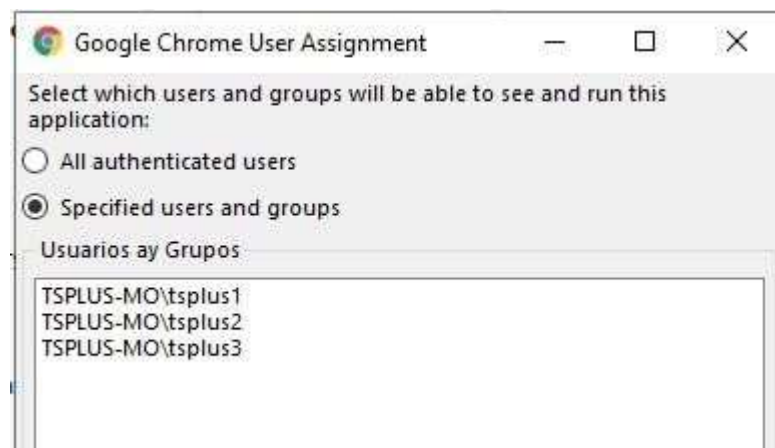 Google Chrome User Assignment
Select which users and groups will be able to see and run this
application:
All authenticated users
Specified users and groups
Usuarios ay Grupos
TSPLUS-MO\tsplus1
TSPLUS-MO\tsplus2
TSPLUS-MO\tsplus3